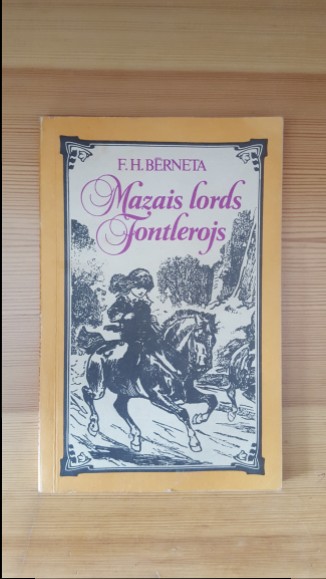 F. H. BĒRNETA
Mazais lords
Fontlerojs